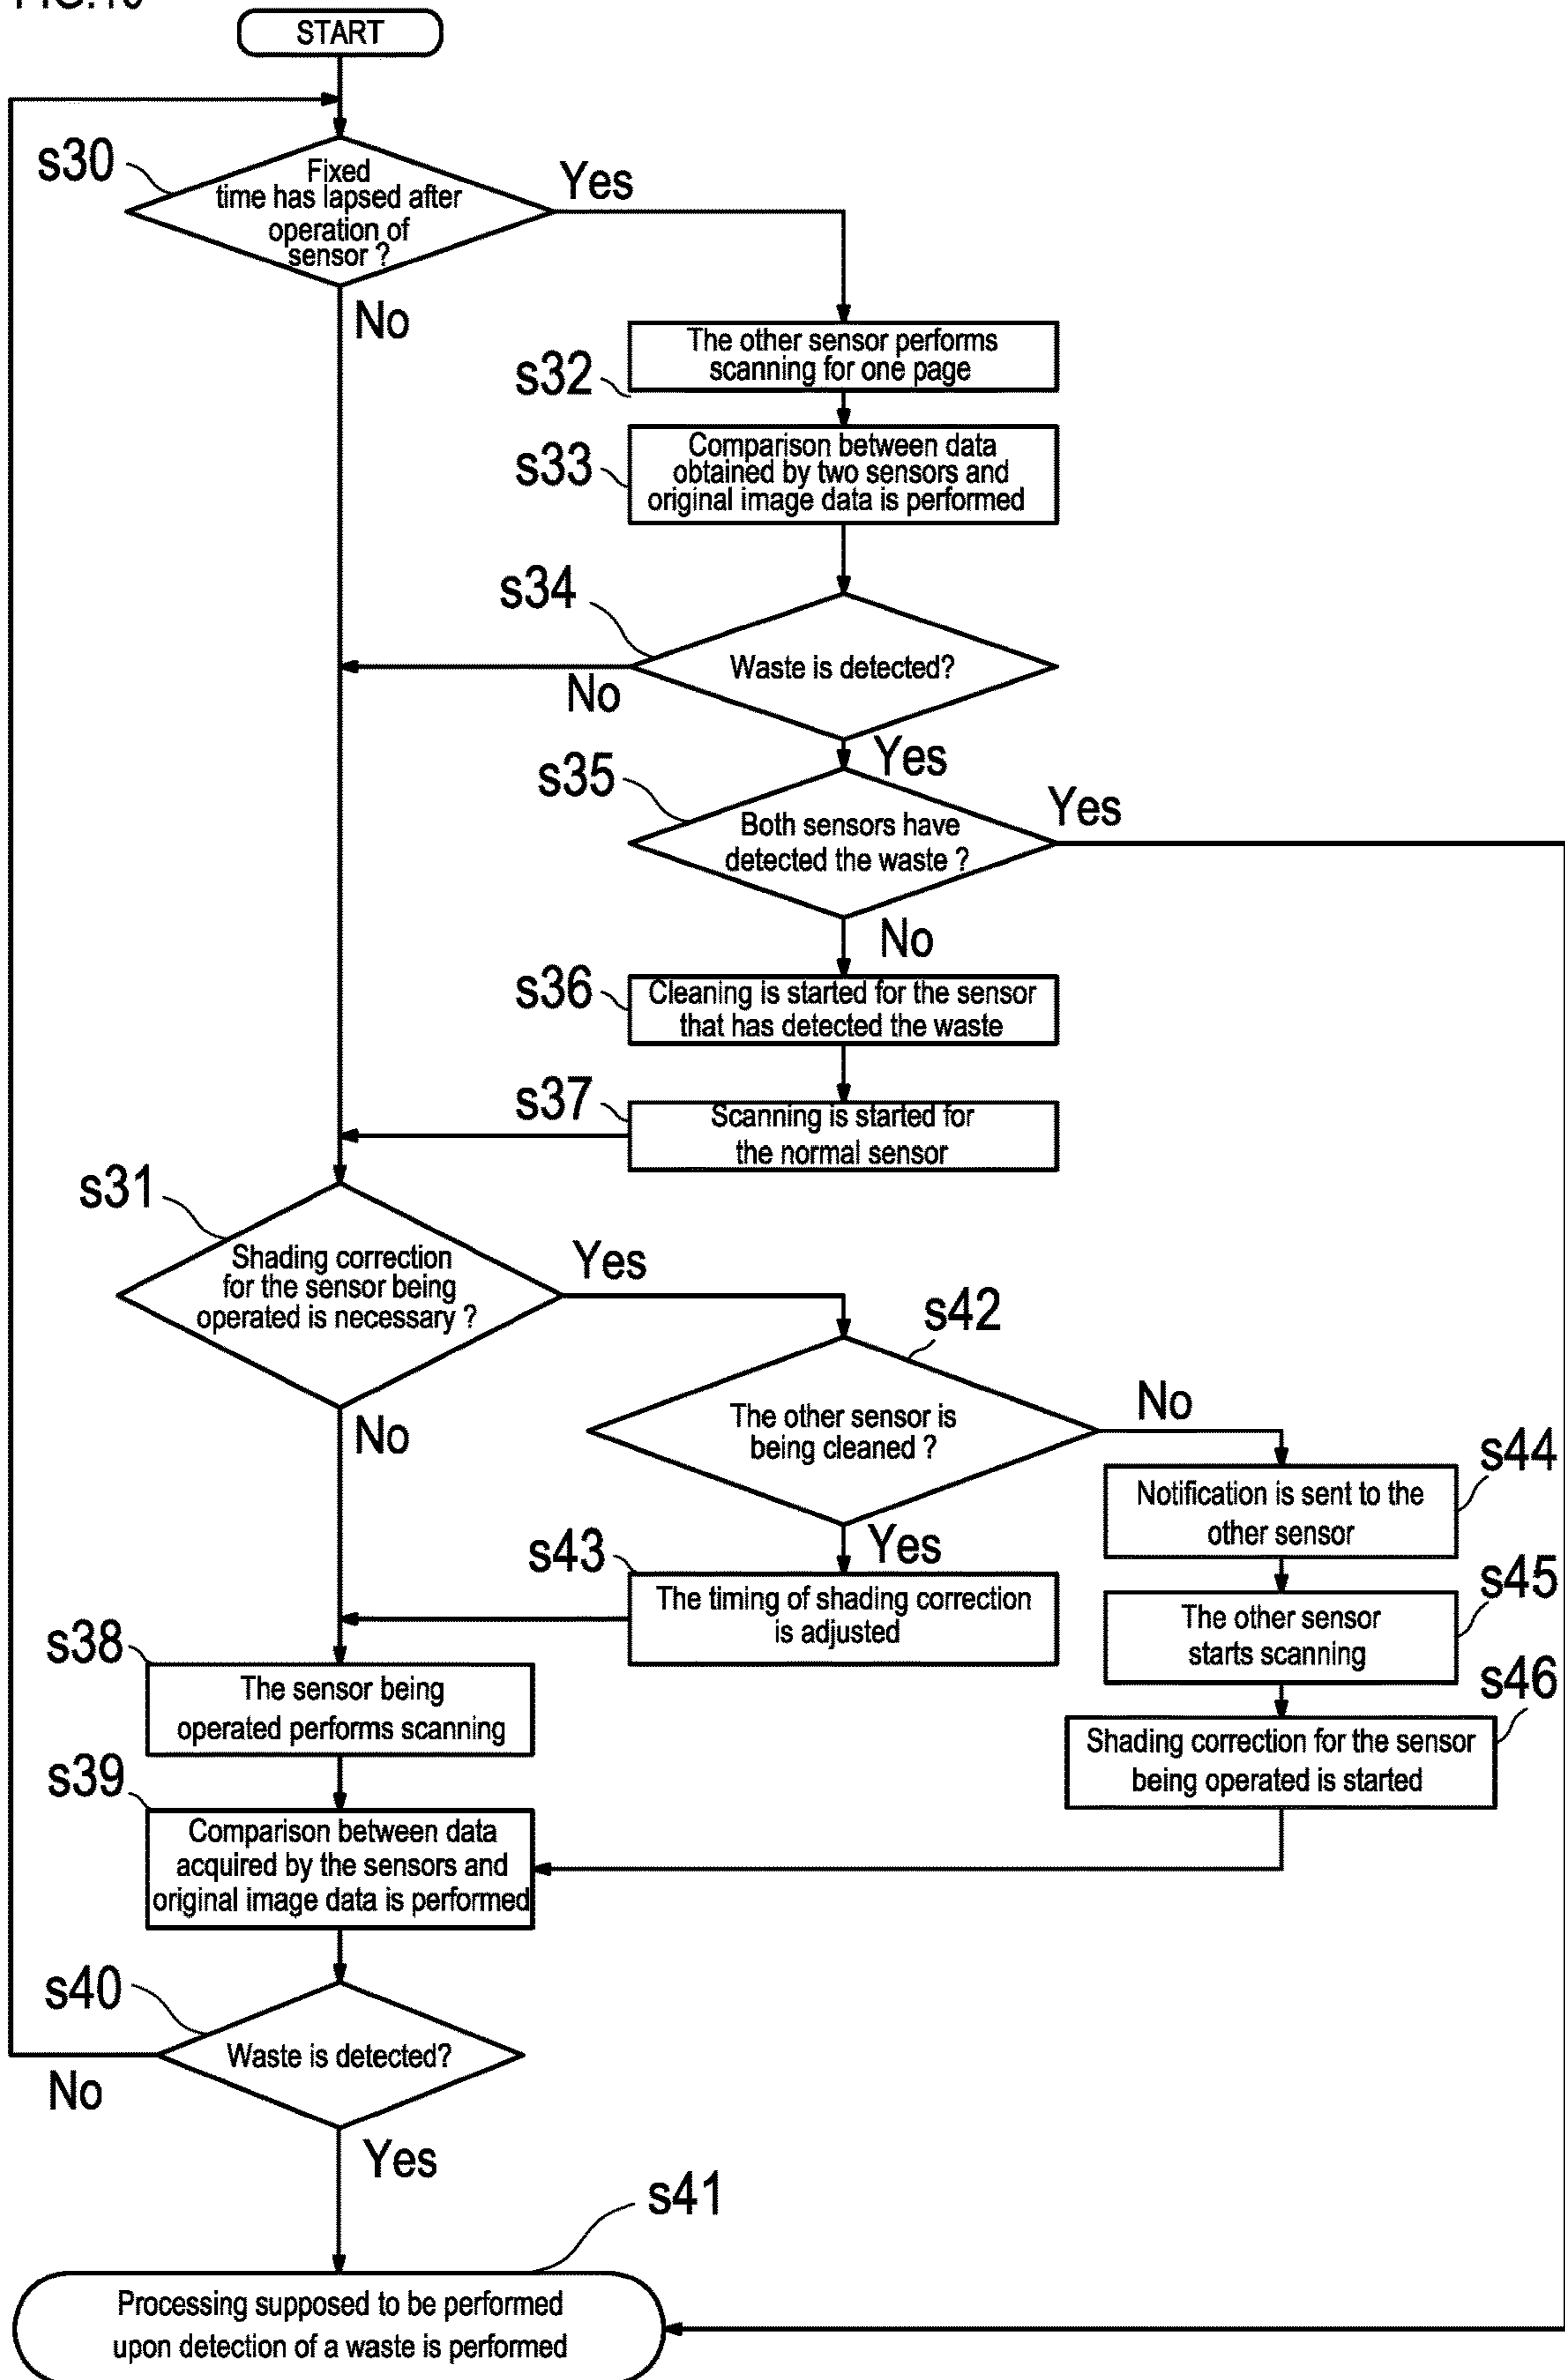 START
s30
Fixed
time has lapsed after
operation of
sensor ?
Yes
No
The other sensor performs
scanning for one page
s32
Comparison between data
obtained by two sensors and
original image data is performed
s33
s34
Waste is detected?
No
Yes
s35
Both sensors have
detected the waste ?
Yes
No
s36
Cleaning is started for the sensor
that has detected the waste
s37
Scanning is started for
the normal sensor
s31
Shading correction
for the sensor being
operated is necessary ?
Yes
No
s42
The other sensor is
being cleaned ?
No
Yes
s44
Notification is sent to the
other sensor
s43
The timing of shading correction
is adjusted
s45
The other sensor
starts scanning
s38
The sensor being
operated performs scanning
s46
Shading correction for the sensor
being operated is started
s39
Comparison between data
acquired by the sensors and
original image data is performed
s40
Waste is detected?
No
Yes
s41
Processing supposed to be performed
upon detection of a waste is performed